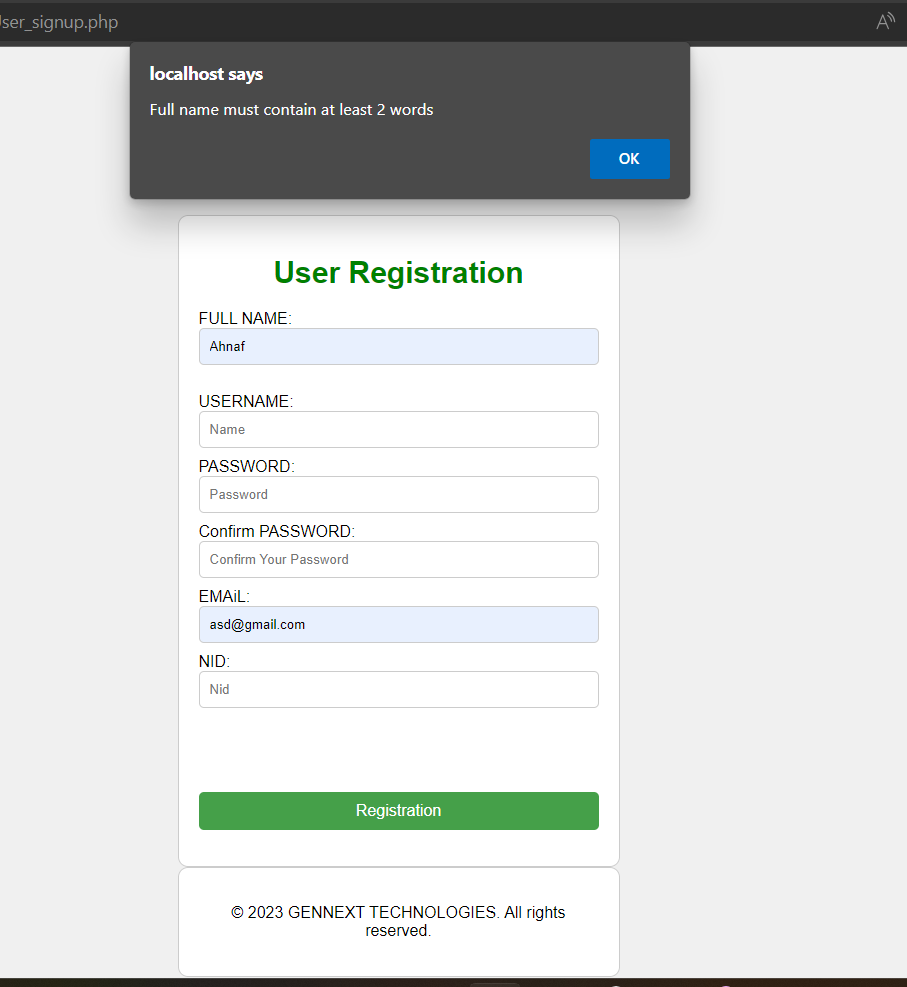 ser_signup.php
localhost says
Full name must contain at least 2 words
OK
User Registration
FULL NAME:
Ahnaf
USERNAME:
Name
PASSWORD:
Password
Confirm PASSWORD:
Confirm Your Password
EMAiL:
asd@gmail.com
NID:
Nid
Registration
© 2023 GENNEXT TECHNOLOGIES. All rights
reserved.